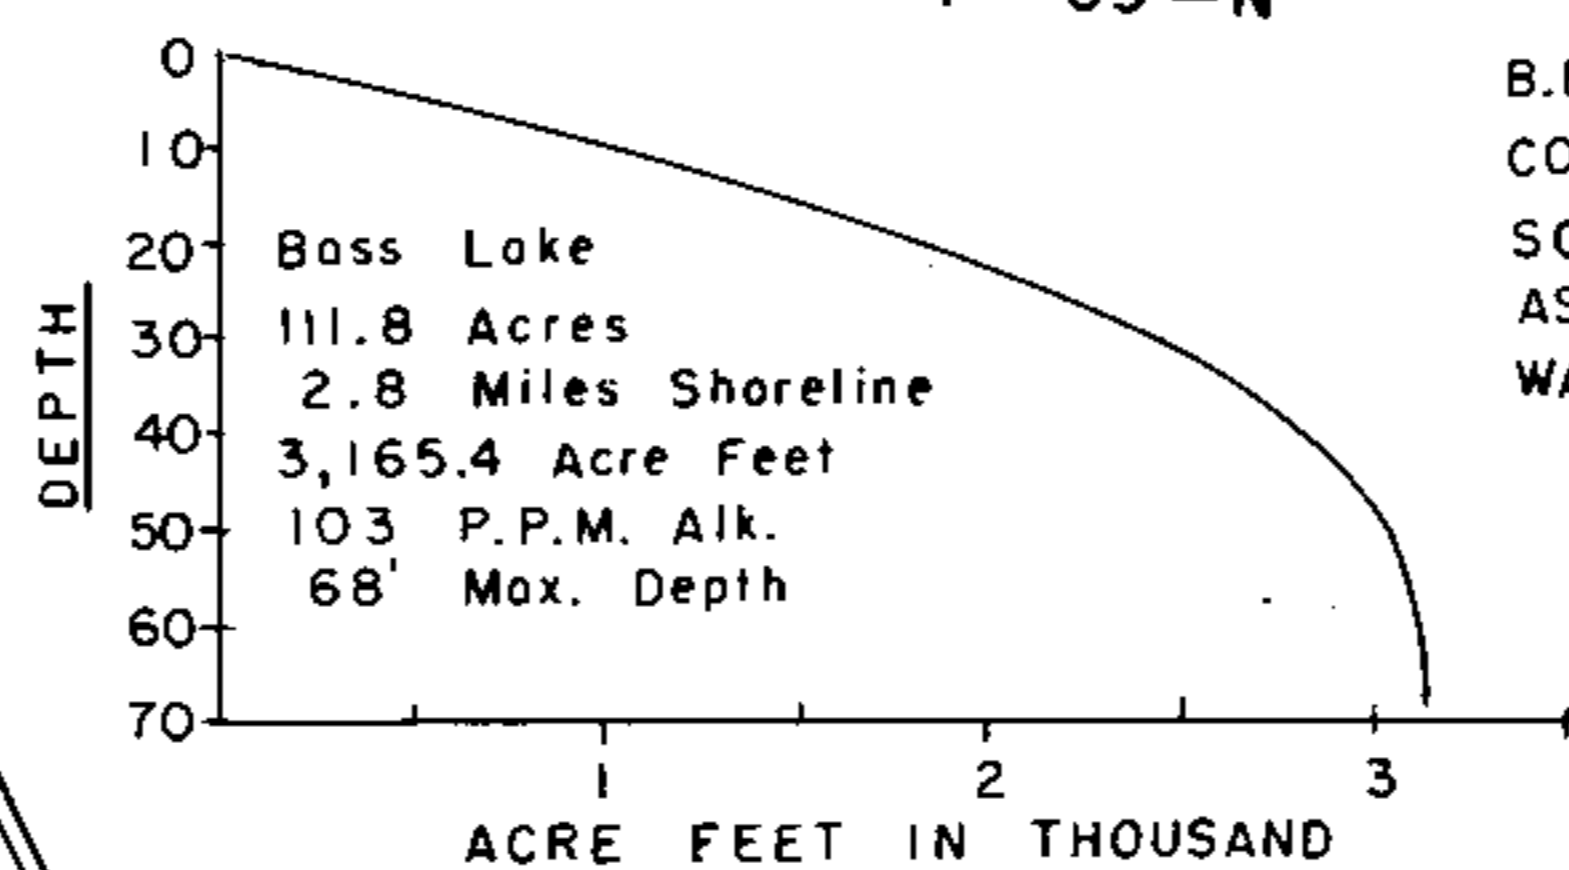 0
10
20
30
40
50
60
70
DEPTH
Bass Lake
111.8 Acres
2.8 Miles Shoreline
3,165.4 Acre Feet
103 P.P.M. Alk.
68' Max. Depth
1 2 3
ACRE FEET IN THOUSAND